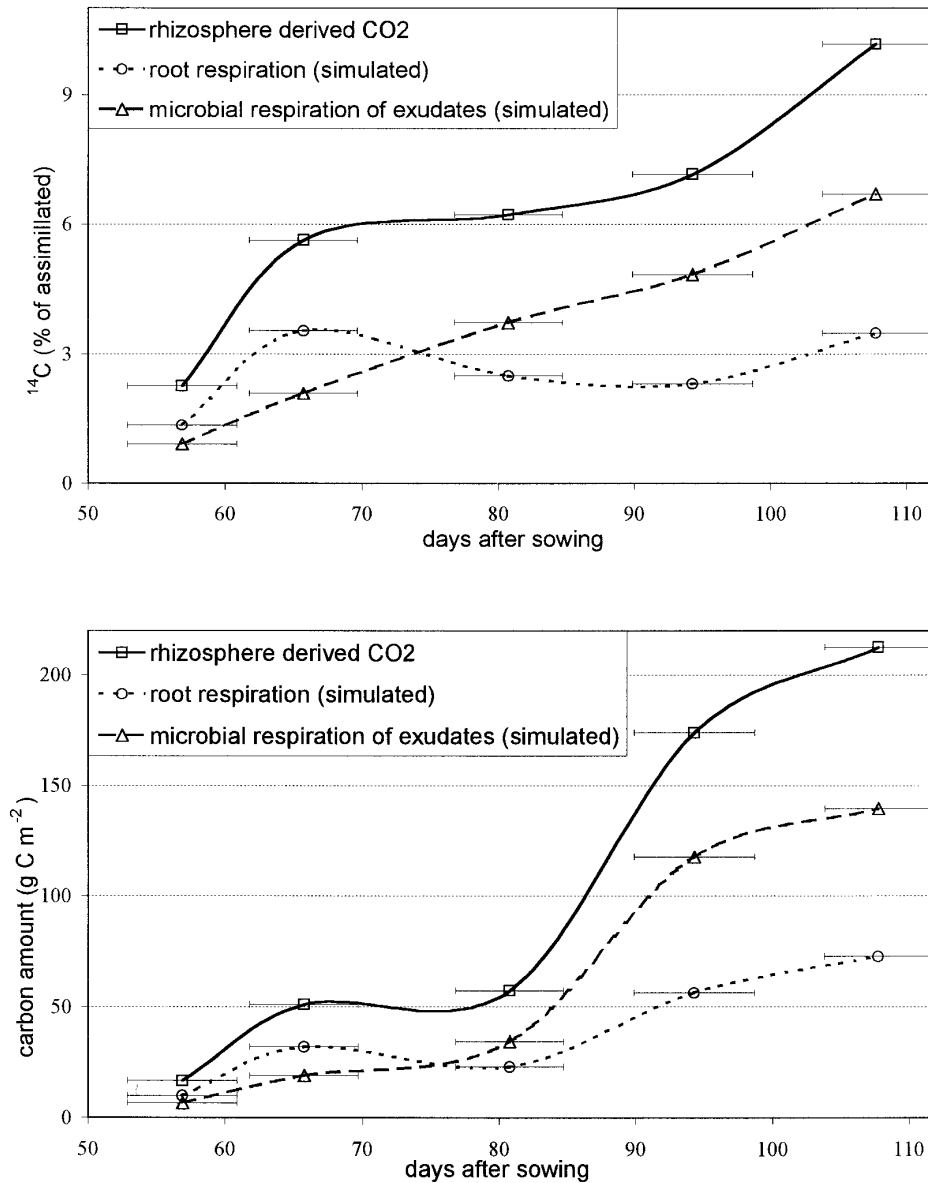 rhizosphere derived CO2
root respiration (simulated)
microbial respiration of exudates (simulated)
9
6
3
0
14C (% of assimillated)
50 60 70 80 90 100 110
days after sowing
rhizosphere derived CO2
root respiration (simulated)
microbial respiration of exudates (simulated)
200
150
100
50
0
carbon amount (g C m-2)
50 60 70 80 90 100 110
days after sowing